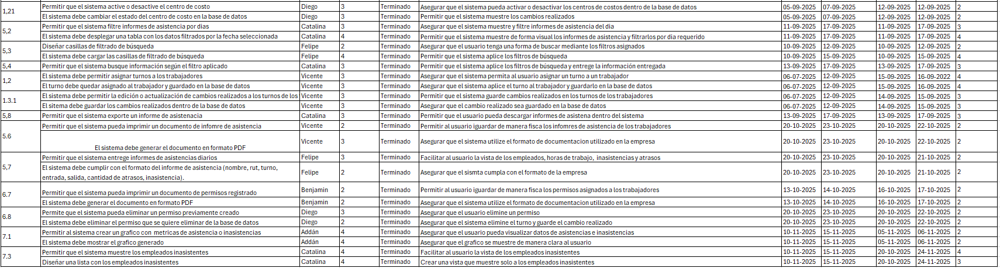 1,21 Permitir que el sistema active o desactive el centro de costo Diego 3 Terminado Asegurar que el sistema pueda activar o desactivar los centros de costos dentro de la base de datos 05-09-2025 07-09-2025 12-09-2025 12-09-2025 2
El sistema debe cambiar el estado del centro de costo en la base de datos Diego 3 Terminado Permitir que el sistema muestre los cambios realizados 05-09-2025 07-09-2025 12-09-2025 12-09-2025 2
5,2 Permitir que el sistema filtre informes de asistencia por dias Catalina 3 Terminado Asegurar que el sistema muestre y filtre informes de asistencia del dia 11-09-2025 17-09-2025 11-09-2025 17-09-2025 3
El sistema debe desplegar una tabla con los datos filtrados por la fecha seleccionada Catalina 4 Terminado Permitir que el sistema muestre de forma visual los informes de asistencia y filtrarlos por dia requerido 11-09-2025 17-09-2025 11-09-2025 17-09-2025 4
5,3 Diseñar casillas de filtrado de búsqueda Felipe 2 Terminado Asegurar que el usuario tenga una forma de buscar mediante los filtros asignados 10-09-2025 12-09-2025 10-09-2025 12-09-2025 2
El sistema debe cargar las casillas de filtrado de búsqueda Felipe 4 Terminado Permitir que el sistema aplice los filtros de búsqueda 10-09-2025 15-09-2025 10-09-2025 15-09-2025 4
5,4 Permitir que el sistema busque información según el filtro aplicado Catalina 3 Terminado Permitir que el sistema aplice los filtros de búsqueda y entrege la información entregada 13-09-2025 17-09-2025 13-09-2025 17-09-2025 3
1,2 El sistema debe permitir asignar turnos a los trabajadores Vicente 3 Terminado Asegurar que el sistema permita al usuario asignar un turno a un trabajador 06-07-2025 12-09-2025 15-09-2025 16-09-2022 4
El turno debe quedar asignado al trabajador y guardado en la base de datos Vicente 3 Terminado Asegurar que el sistema aplice el turno al trabajador y guardarlo en la base de datos 06-07-2025 12-09-2025 15-09-2025 16-09-2025 4
1.3.1 El sistema debe permitir la edición o actualización de cambios realizados a los turnos de los Vicente 3 Terminado Permitir que el sistema guarde cambios realizados en los turnos de los trabajadores 06-07-2025 12-09-2025 14-09-2025 15-09-2025 3
El sitema debe guardar los cambios realizados dentro de la base de datos Vicente 3 Terminado Asegurar que el cambio realizado sea guardado en la base de datos 06-07-2025 12-09-2025 14-09-2025 15-09-2025 3
5,8 Permitir que el sistema exporte un informe de asistenacia Catalina 3 Terminado Permitir que el usuario pueda descargar informes de asistena dentro del sistema 13-09-2025 17-09-2025 13-09-2025 17-09-2025 3
5.6 Permitir que el sistema pueda imprimir un documento de infomre de asistencia Vicente 2 Terminado Permitir al usuario iguardar de manera fisca los infomres de asistencia de los trabajadores 20-10-2025 23-10-2025 20-10-2025 22-10-2025 2
El sistema debe generar el documento en formato PDF Vicente 3 Terminado Asegurar que el sistema utilize el formato de documentacion utilizado en la empresa 20-10-2025 23-10-2025 20-10-2025 22-10-2025 2
5,7 Permitir que el sistema entrege informes de asistencias diarios Felipe 3 Terminado Facilitar al usuario la vista de los empleados, horas de trabajo, inasistencias y atrasos 20-10-2025 23-10-2025 20-10-2025 21-10-2025 2
El sistema debe cumplir con el formato del informe de asistencia (nombre, rut, turno,
entrada, salida, cantidad de atrasos, inasistencia). Felipe 2 Terminado Asegurar que el sismta cumpla con el formato de la empresa 20-10-2025 23-10-2025 20-10-2025 21-10-2025 2
6.7 Permitir que el sistema pueda imprimir un documento de permisos registrado Benjamin 2 Terminado Permitir al usuario iguardar de manera fisca los permisos asignados a los trabajadores 13-10-2025 14-10-2025 16-10-2025 17-10-2025 2
El sistema debe generar el documento en formato PDF Benjamin 2 Terminado Asegurar que el sistema utilize el formato de documentacion utilizado en la empresa 13-10-2025 14-10-2025 16-10-2025 17-10-2025 2
6.8 Permite que el sistema pueda eliminar un permiso previamente creado Diego 3 Terminado Asegurar que el usuario elimine un permiso 20-10-2025 23-10-2025 20-10-2025 22-10-2025 2
El sistema debe eliminar el permiso que se quiere eliminar de la base de datos Diego 2 Terminado Asegurar que el sistema elimine el turno y guarde el cambio realizado 20-10-2025 23-10-2025 20-10-2025 22-10-2025 2
7.1 Permitir al sistema crear un grafico con metricas de asistencia o inasistencias Addán 4 Terminado Asegurar que el usuario pueda visualizar datos de asistencias e inasistencias 10-11-2025 15-11-2025 05-11-2025 06-11-2025 2
El sistema debe mostrar el grafico generado Addán 4 Terminado Asegurar que el grafico se muestre de manera clara al usuario 10-11-2025 15-11-2025 05-11-2025 06-11-2025 2
7.3 Permitir que el sistema muestre los empleados inasistentes Catalina 4 Terminado Facilitar al usuario la vista de los empleados inasistentes 10-11-2025 15-11-2025 20-10-2025 24-11-2025 4
Diseñar una lista con los empleados inasistentes Catalina 4 Terminado Crear una vista que muestre solo a los empleados inasistentes 10-11-2025 15-11-2025 20-10-2025 24-11-2025 3